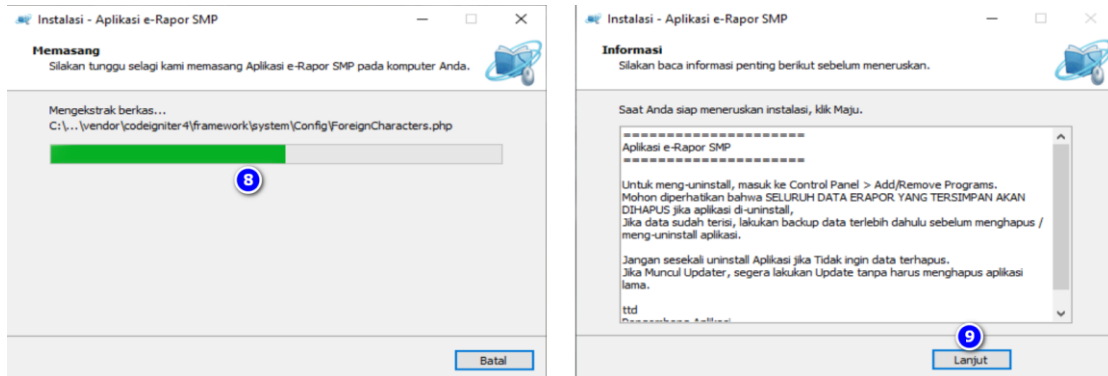 Instalasi - Aplikasi e-Rapor SMP
Memasang
Silakan tunggu selagi kami memasang Aplikasi e-Rapor SMP pada komputer Anda.
Mengekstrak berkas...
C:\...\vendor\codeigniter4\framework\system\Config\ForeignCharacters.php
8
Batal
Instalasi - Aplikasi e-Rapor SMP
Informasi
Silakan baca informasi penting berikut sebelum meneruskan.
Saat Anda siap meneruskan instalasi, klik Maju.
======================
Aplikasi e-Rapor SMP
======================
Untuk meng-uninstall, masuk ke Control Panel > Add/Remove Programs.
Mohon diperhatikan bahwa SELURUH DATA ERAPOR YANG TERSIMPAN AKAN
DIHAPUS jika aplikasi di-uninstall,
Jika data sudah terisi, lakukan backup data terlebih dahulu sebelum menghapus /
meng-uninstall aplikasi.
Jangan sesekali uninstall Aplikasi jika Tidak ingin data terhapus.
Jika Muncul Updater, segera lakukan Update tanpa harus menghapus aplikasi
lama.
ttd
9
Lanjut